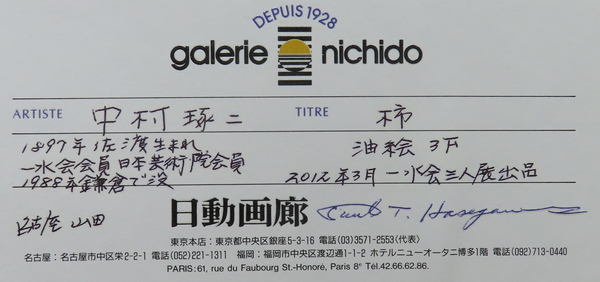 DEPUIS 1928
galerie nichido
ARTISTE 中村琢二 TITRE 柿
1897年佐渡生まれ 油絵 3F
一水会会員 日本芸術院会員
1988年鎌倉で没 2012年3月 一水会三人展出品
名古屋 山田 日動画廊 T. Hasegawa
東京本店：東京都中央区銀座5-3-16 電話(03)3571-2553(代表)
名古屋：名古屋市中区栄2-2-1 電話(052)221-1311 福岡：福岡市中央区渡辺通1-1-2 ホテルニューオータニ博多1階 電話(092)713-0440
PARIS: 61, rue du Faubourg St.-Honoré, Paris 8e Tél.42.66.62.86.